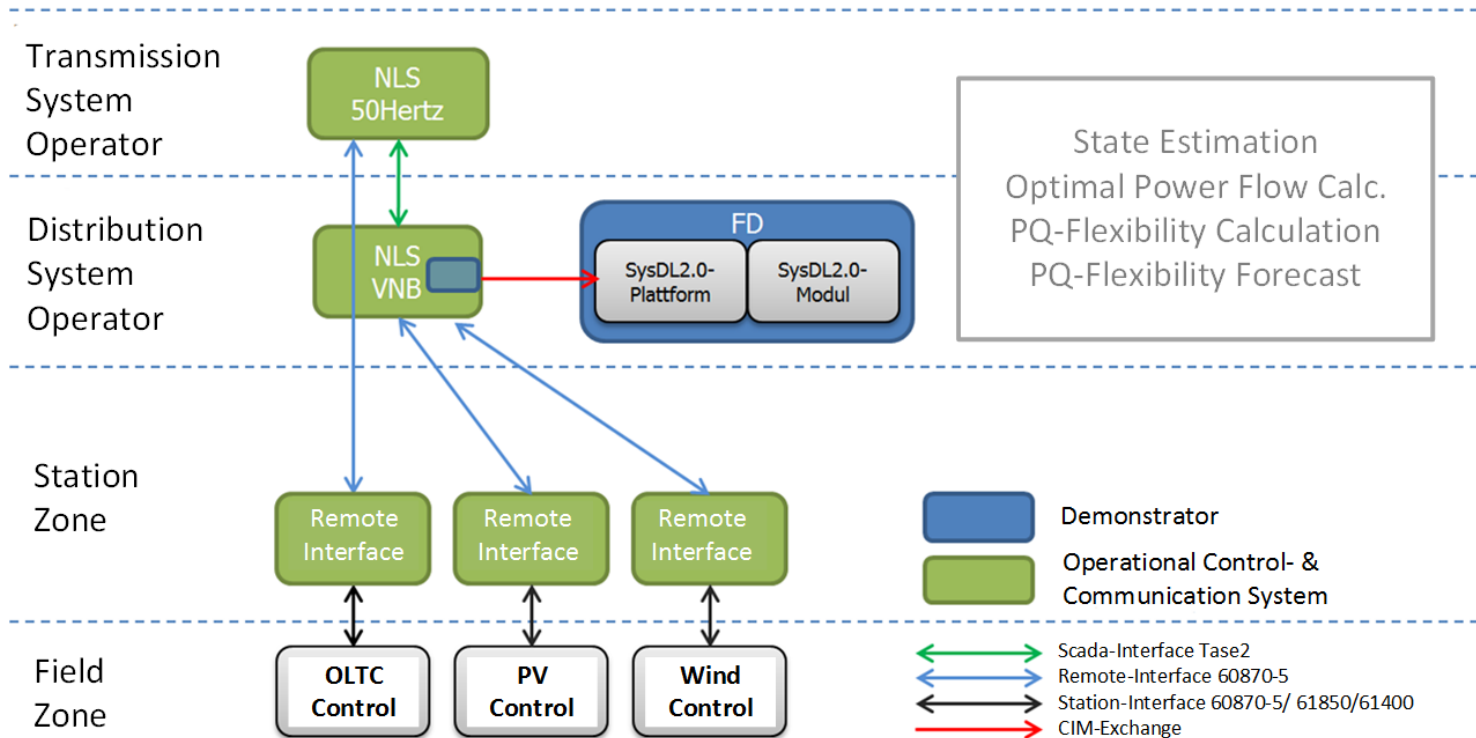 Transmission
System
Operator
NLS
50Hertz
State Estimation
Optimal Power Flow Calc.
PQ-Flexibility Calculation
PQ-Flexibility Forecast
Distribution
System
Operator
NLS
VNB
FD
SysDL2.0-
Plattform
SysDL2.0-
Modul
Station
Zone
Remote
Interface
Remote
Interface
Remote
Interface
Demonstrator
Operational Control- &
Communication System
Field
Zone
OLTC
Control
PV
Control
Wind
Control
Scada-Interface Tase2
Remote-Interface 60870-5
Station-Interface 60870-5/ 61850/61400
CIM-Exchange